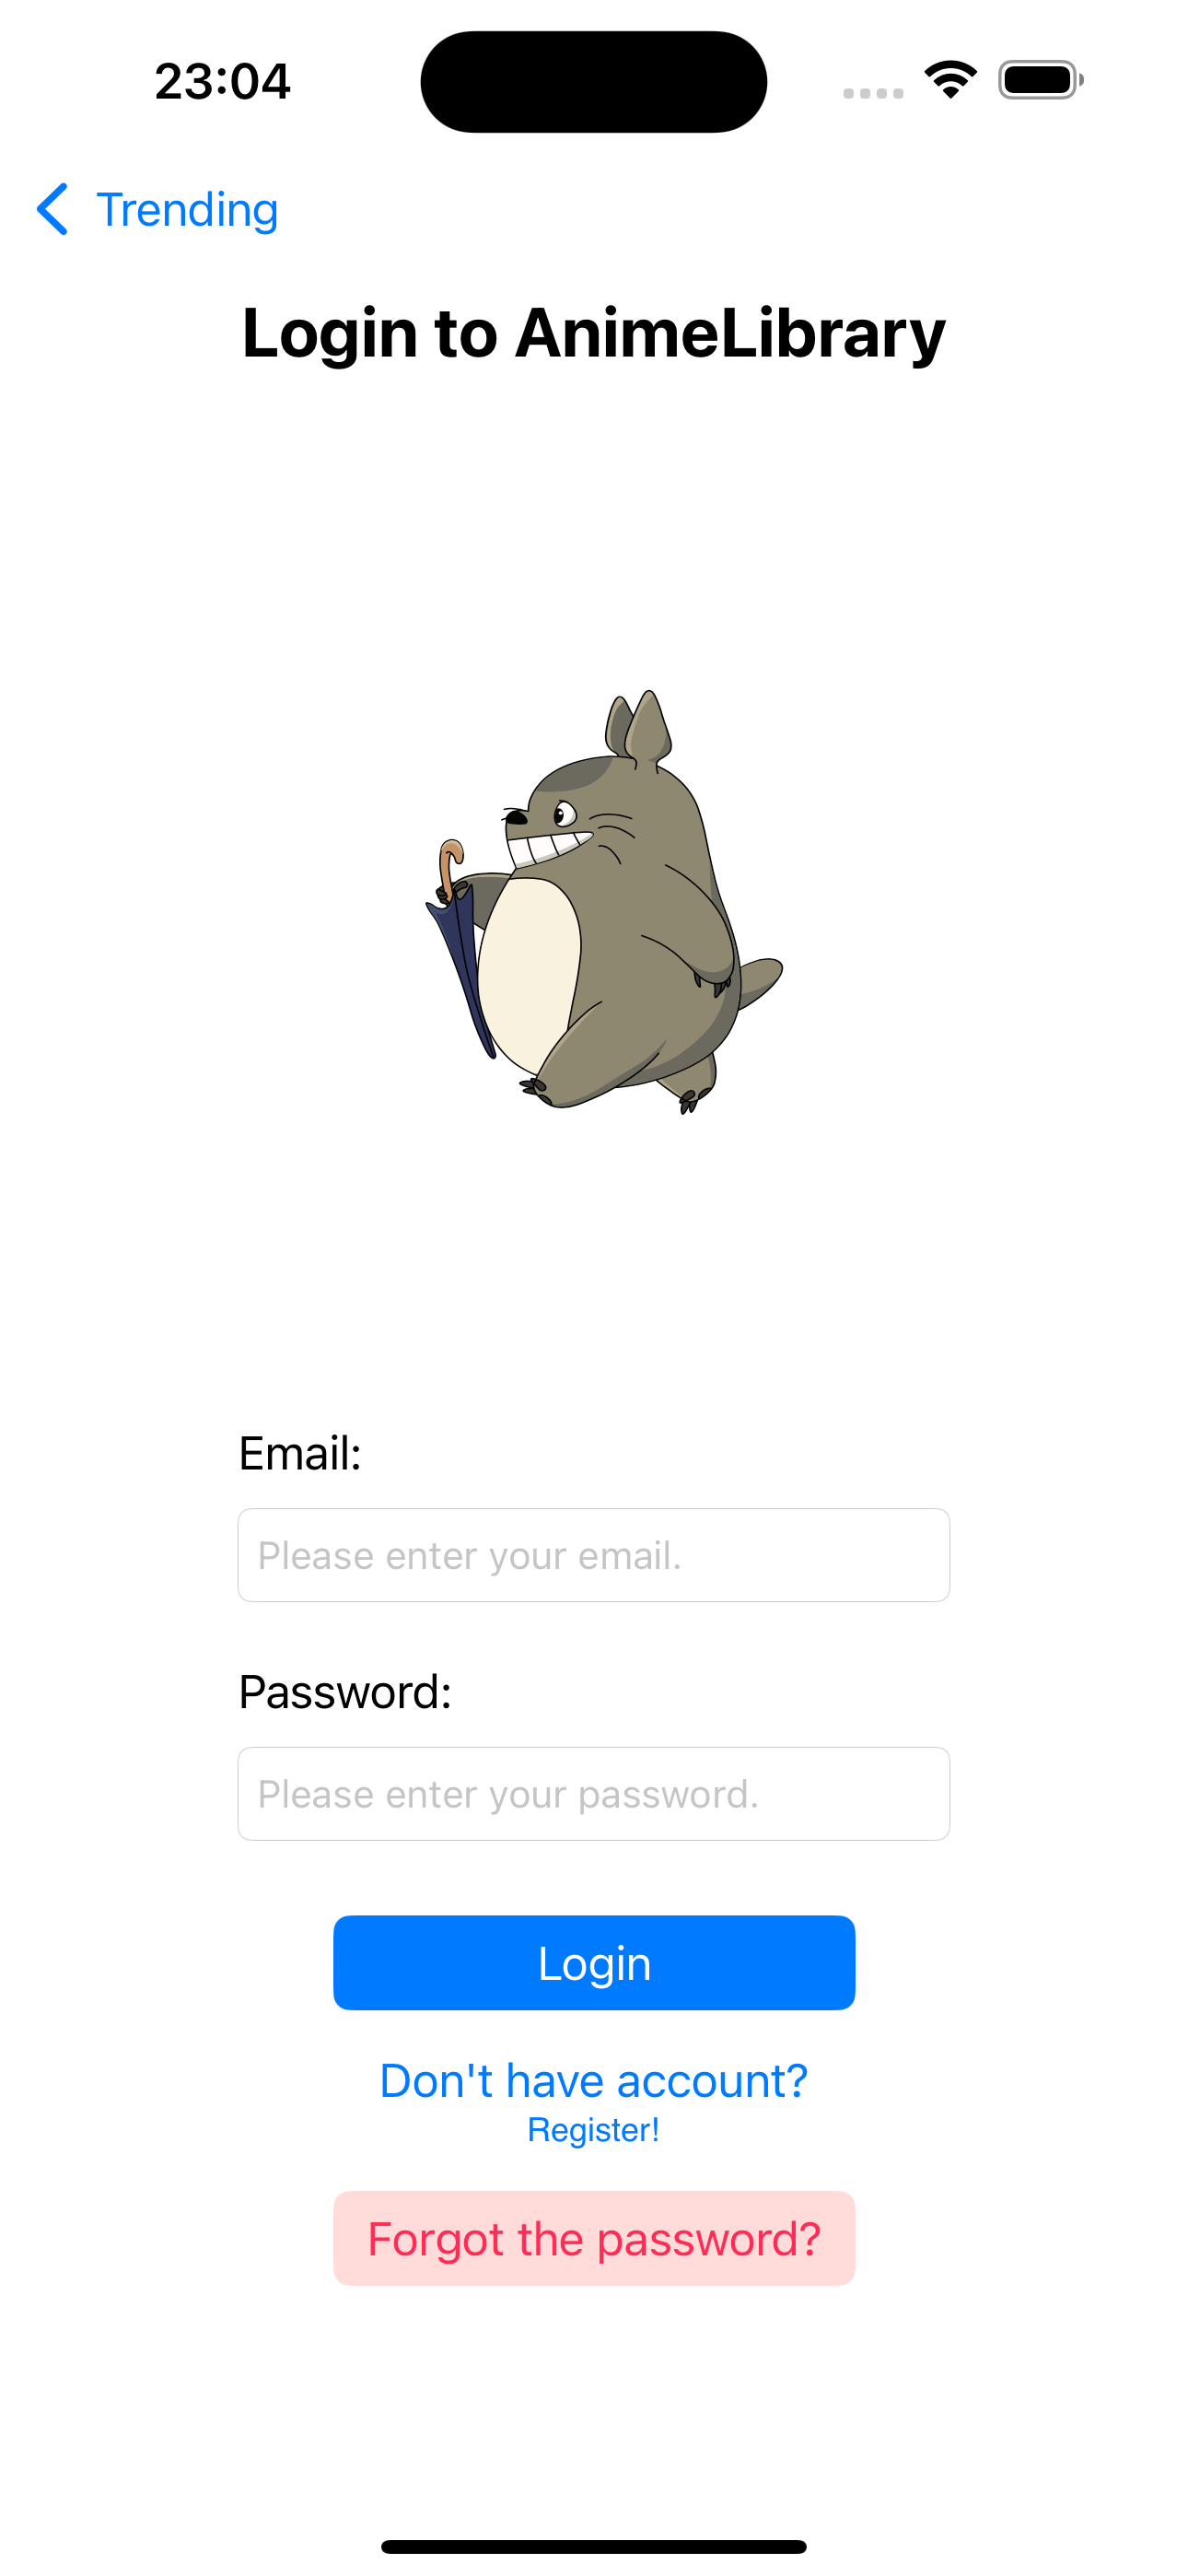 23:04
Trending
Login to AnimeLibrary
Email:
Please enter your email.
Password:
Please enter your password.
Login
Don't have account?
Register!
Forgot the password?